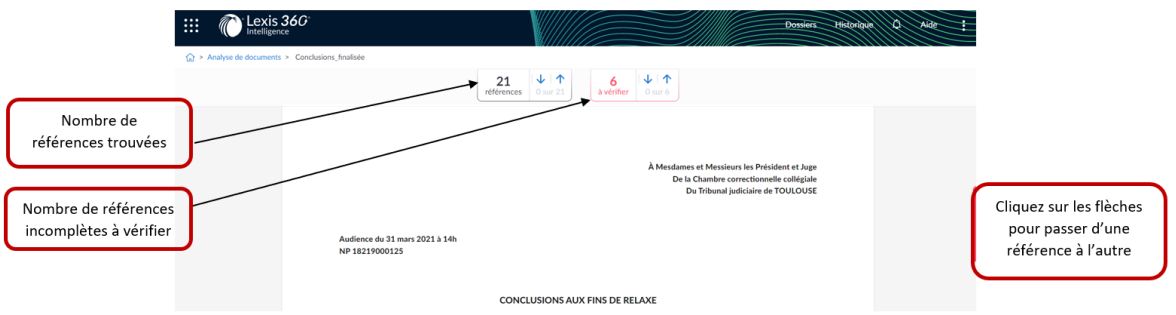 Lexis 360
Intelligence
Dossiers
Historique
Aide
> Analyse de documents > Conclusions_fnalisée
21
références
0 sur 21
6
à vérifier
0 sur 6
Nombre de
références trouvées
À Mesdames et Messieurs les Président et Juge
De la Chambre correctionnelle collégiale
Du Tribunal judiciaire de TOULOUSE
Nombre de références
incomplètes à vérifier
Cliquez sur les flèches
pour passer d’une
référence à l’autre
Audience du 31 mars 2021 à 14h
NP 18219000125
CONCLUSIONS AUX FINS DE RELAXE